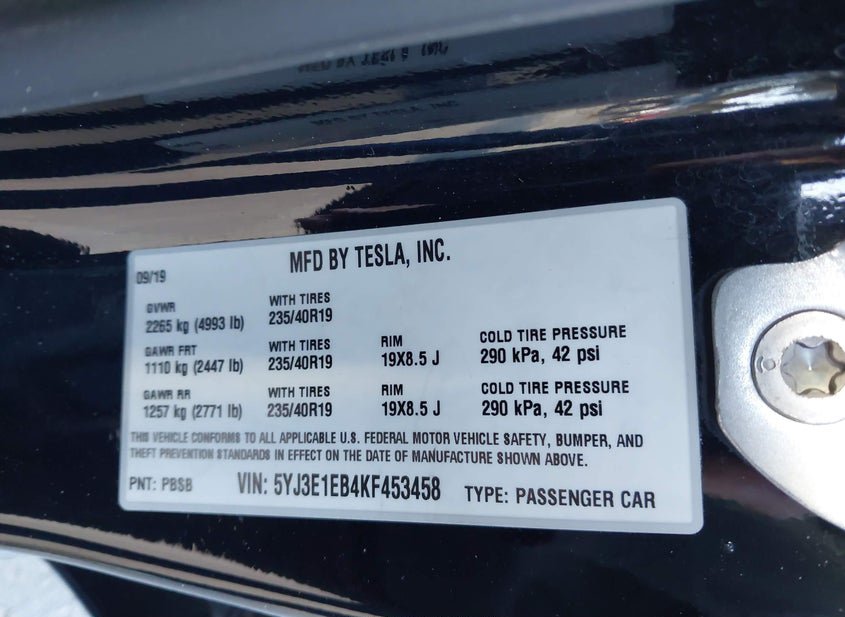 MFD BY TESLA, INC.
09/19
GVWR WITH TIRES
2265 kg (4993 lb) 235/40R19
GAWR FRT WITH TIRES RIM COLD TIRE PRESSURE
1110 kg (2447 lb) 235/40R19 19X8.5 J 290 kPa, 42 psi
GAWR RR WITH TIRES RIM COLD TIRE PRESSURE
1257 kg (2771 lb) 235/40R19 19X8.5 J 290 kPa, 42 psi
THIS VEHICLE CONFORMS TO ALL APPLICABLE U.S. FEDERAL MOTOR VEHICLE SAFETY, BUMPER, AND
THEFT PREVENTION STANDARDS IN EFFECT ON THE DATE OF MANUFACTURE SHOWN ABOVE.
PNT: PBSB VIN: 5YJ3E1EB4KF453458 TYPE: PASSENGER CAR